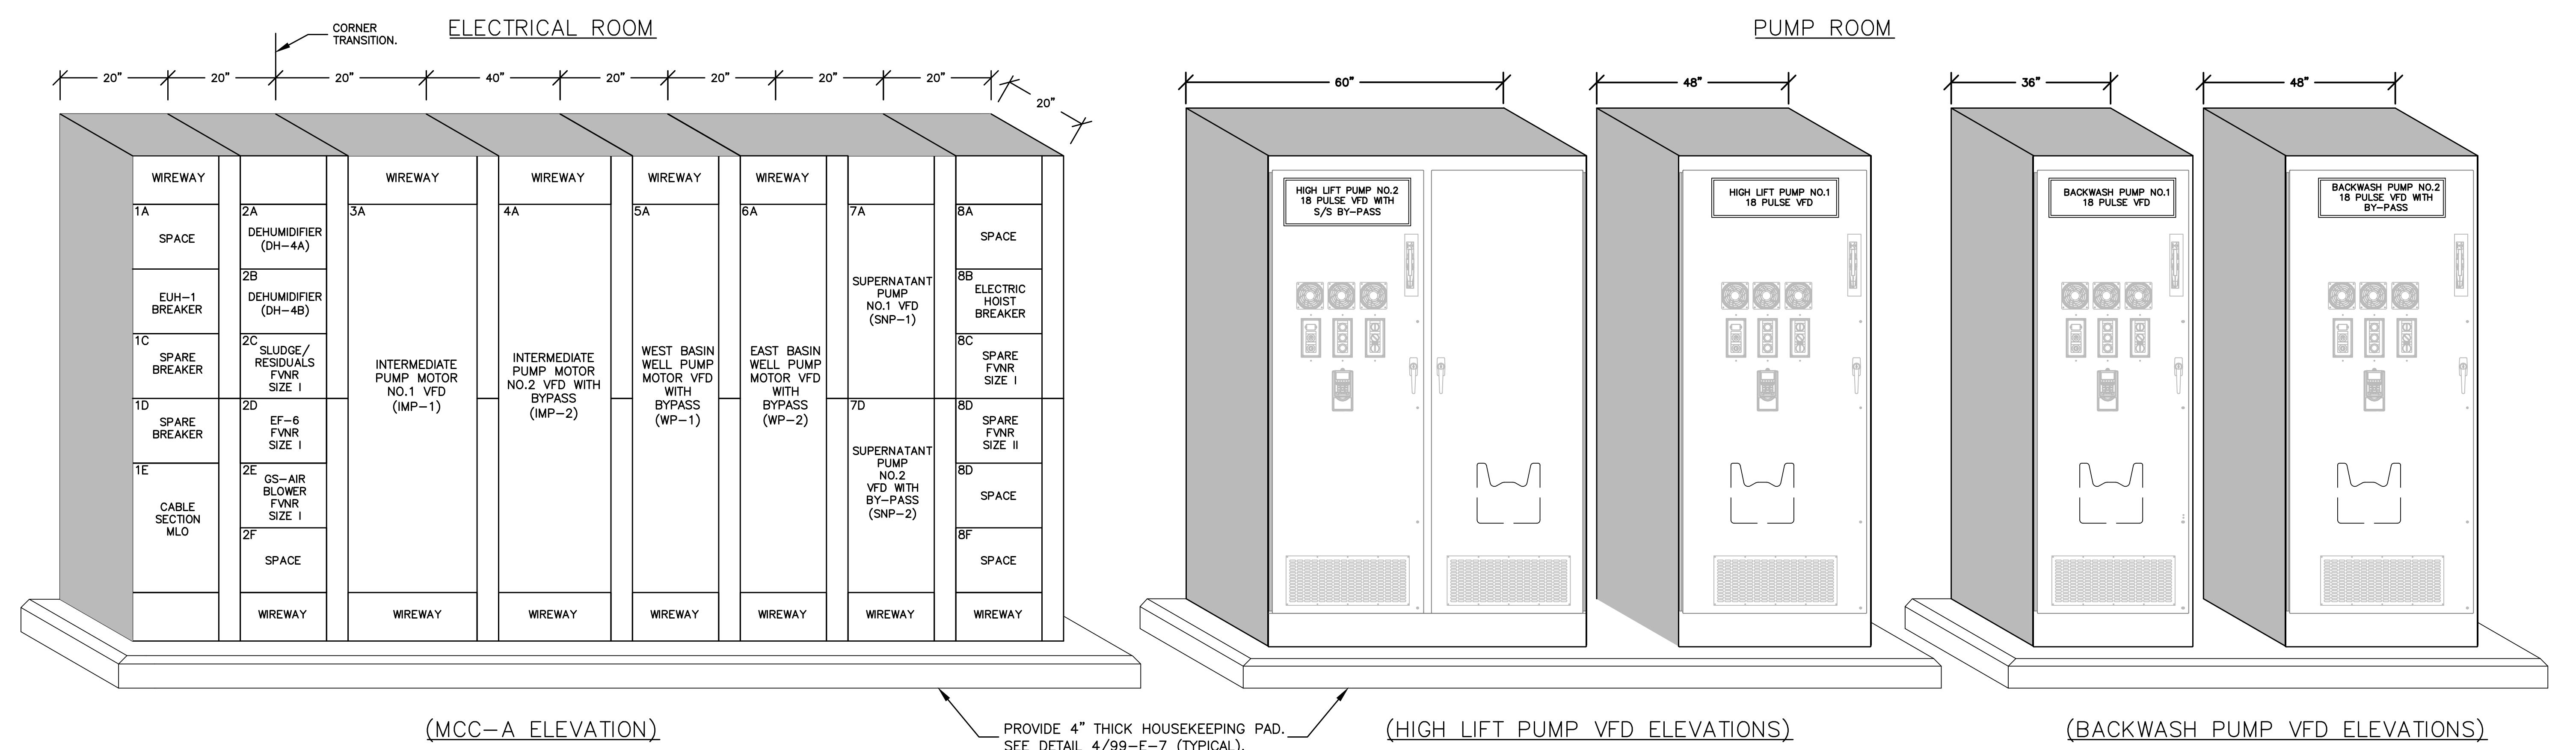 ELECTRICAL ROOM
PUMP ROOM
CORNER
TRANSITION.
20"
20"
20"
40"
20"
20"
20"
20"
20"
60"
48"
36"
48"
WIREWAY
1A
SPACE
EUH-1
BREAKER
1C
SPARE
BREAKER
1D
SPARE
BREAKER
1E
CABLE
SECTION
MLO
2A
DEHUMIDIFIER
(DH-4A)
2B
DEHUMIDIFIER
(DH-4B)
2C
SLUDGE/
RESIDUALS
FVNR
SIZE I
2D
EF-6
FVNR
SIZE I
2E
GS-AIR
BLOWER
FVNR
SIZE I
2F
SPACE
WIREWAY
WIREWAY
3A
INTERMEDIATE
PUMP MOTOR
NO.1 VFD
(IMP-1)
WIREWAY
WIREWAY
4A
INTERMEDIATE
PUMP MOTOR
NO.2 VFD WITH
BYPASS
(IMP-2)
WIREWAY
WIREWAY
5A
WEST BASIN
WELL PUMP
MOTOR VFD
WITH
BYPASS
(WP-1)
WIREWAY
WIREWAY
6A
EAST BASIN
WELL PUMP
MOTOR VFD
WITH
BYPASS
(WP-2)
WIREWAY
7A
SUPERNATANT
PUMP
NO.1 VFD
(SNP-1)
7D
SUPERNATANT
PUMP
NO.2
VFD WITH
BY-PASS
(SNP-2)
WIREWAY
8A
SPACE
8B
ELECTRIC
HOIST
BREAKER
8C
SPARE
FVNR
SIZE I
8D
SPARE
FVNR
SIZE II
8D
SPACE
8F
SPACE
WIREWAY
HIGH LIFT PUMP NO.2
18 PULSE VFD WITH
S/S BY-PASS
HIGH LIFT PUMP NO.1
18 PULSE VFD
BACKWASH PUMP NO.1
18 PULSE VFD
BACKWASH PUMP NO.2
18 PULSE VFD WITH
BY-PASS
(MCC-A ELEVATION)
PROVIDE 4" THICK HOUSEKEEPING PAD.
SEE DETAIL 4/99-E-7 (TYPICAL).
(HIGH LIFT PUMP VFD ELEVATIONS)
(BACKWASH PUMP VFD ELEVATIONS)